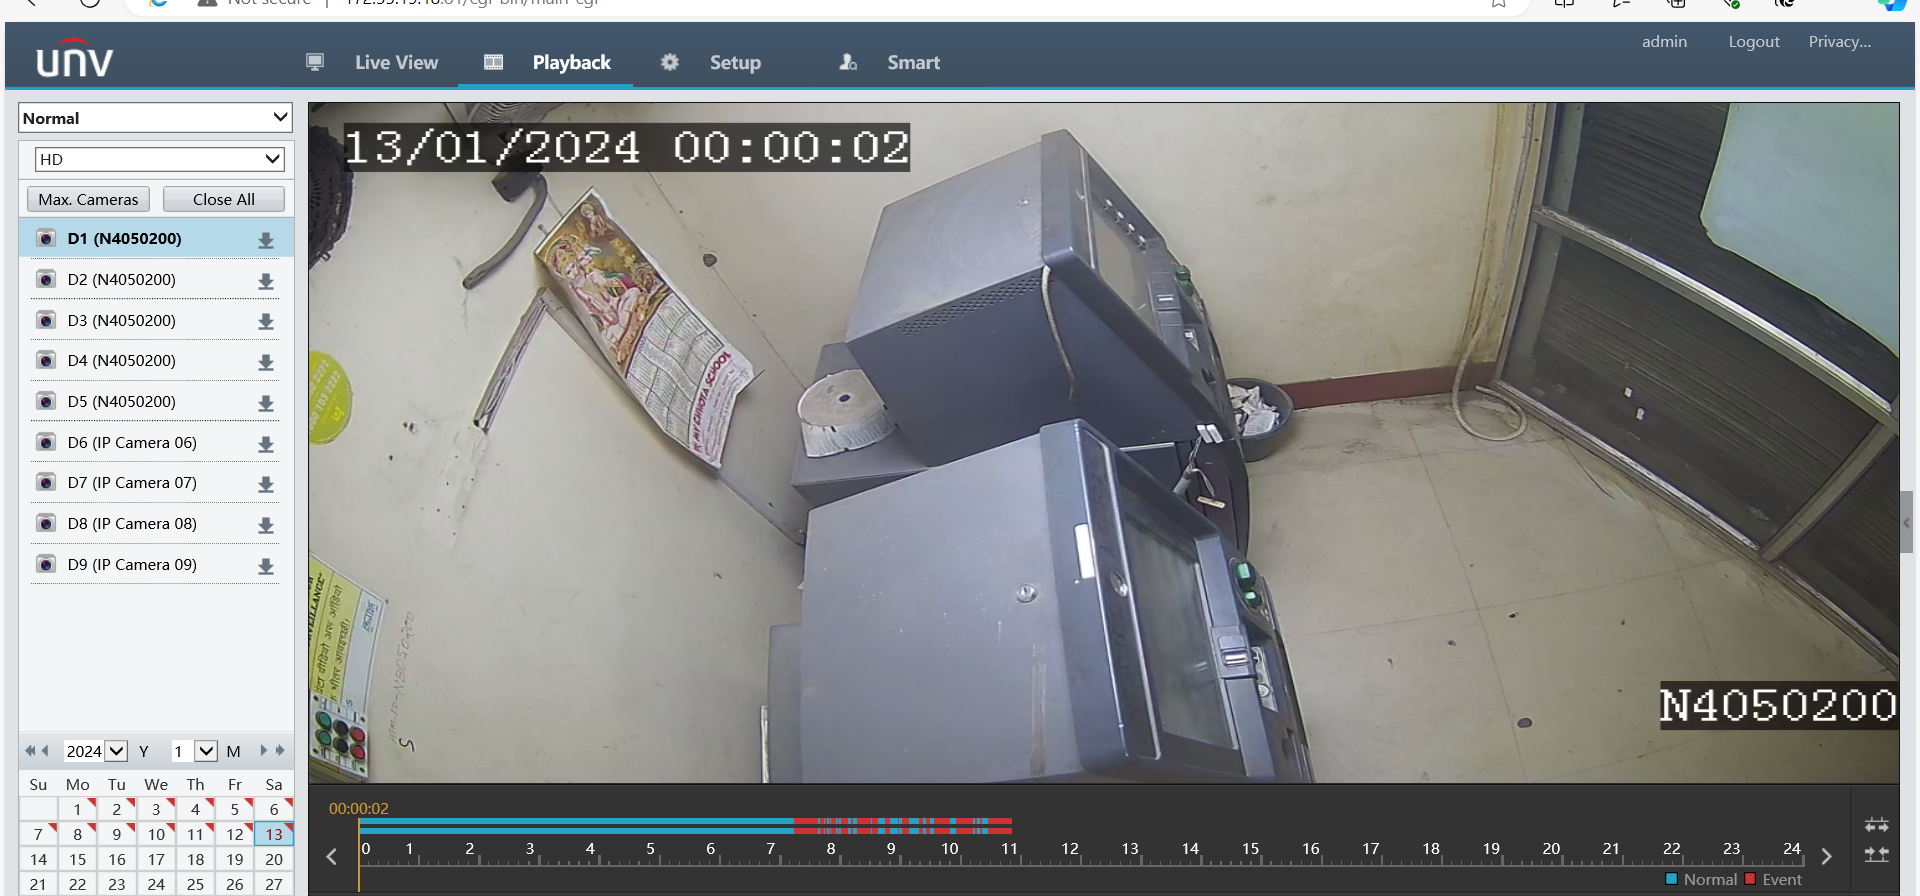 Not secure
unv
Live View
Playback
Setup
Smart
admin
Logout
Privacy...
Normal
HD
Max. Cameras
Close All
D1 (N4050200)
D2 (N4050200)
D3 (N4050200)
D4 (N4050200)
D5 (N4050200)
D6 (IP Camera 06)
D7 (IP Camera 07)
D8 (IP Camera 08)
D9 (IP Camera 09)
2024 Y 1 M
Su Mo Tu We Th Fr Sa
1 2 3 4 5 6
7 8 9 10 11 12 13
14 15 16 17 18 19 20
21 22 23 24 25 26 27
13/01/2024 00:00:02
MY CHHOTA SCHOOL
N4050200
00:00:02
0 1 2 3 4 5 6 7 8 9 10 11 12 13 14 15 16 17 18 19 20 21 22 23 24
Normal Event